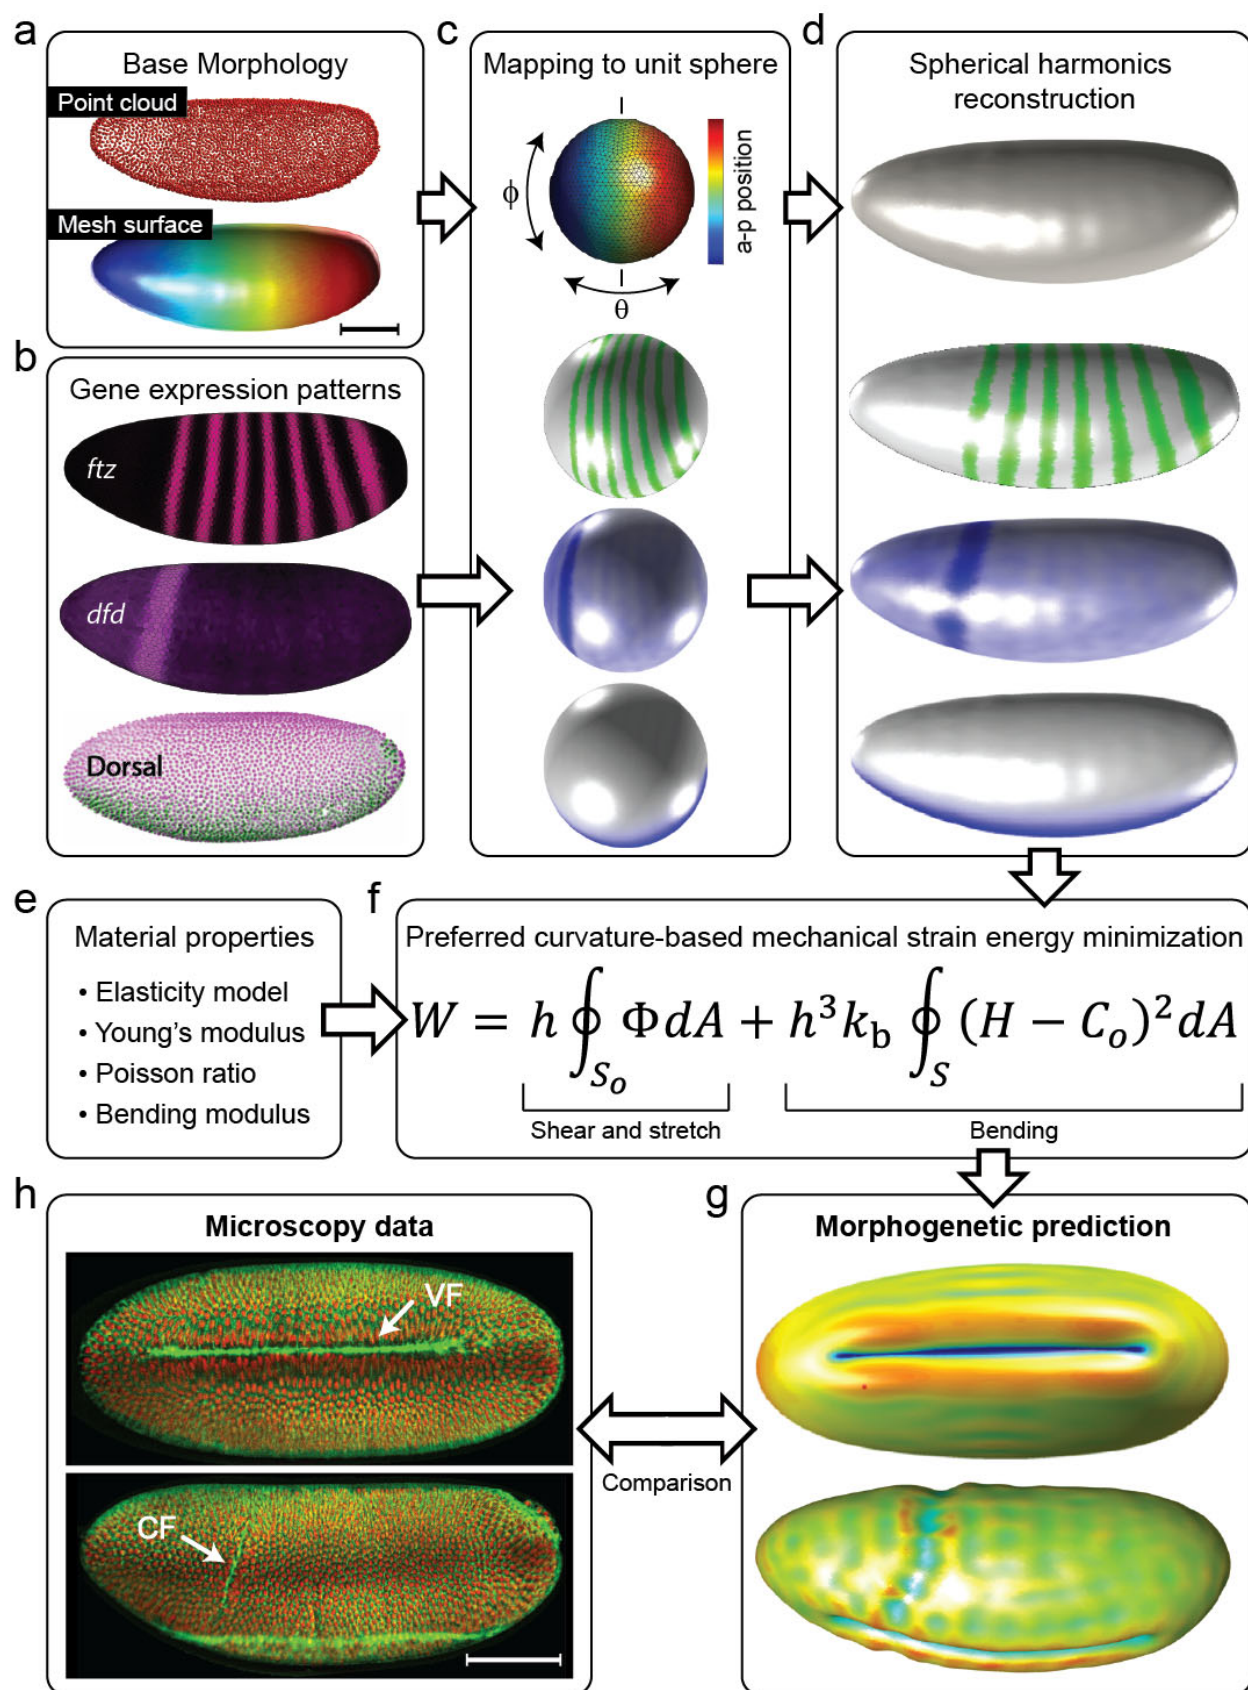 a
Base Morphology
Point cloud
Mesh surface
b
Gene expression patterns
ftz
dfd
Dorsal
c
Mapping to unit sphere
ϕ
θ
a-p position
d
Spherical harmonics
reconstruction
e
Material properties
• Elasticity model
• Young's modulus
• Poisson ratio
• Bending modulus
f
Preferred curvature-based mechanical strain energy minimization
W = h ∮_{S_o} Φ dA + h³k_b ∮_S (H − C_o)² dA
Shear and stretch
Bending
h
Microscopy data
VF
CF
Comparison
g
Morphogenetic prediction